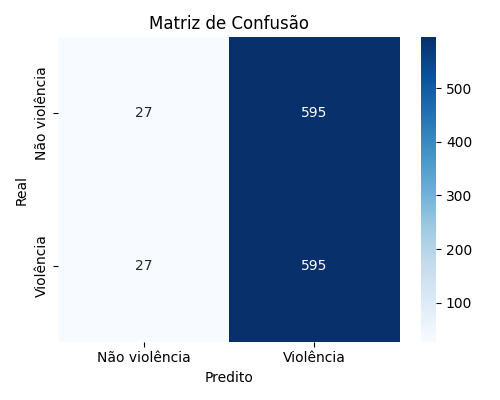 Matriz de Confusão
Não violência
27
595
500
400
300
200
100
Real
Violência
27
595
Não violência
Violência
Predito